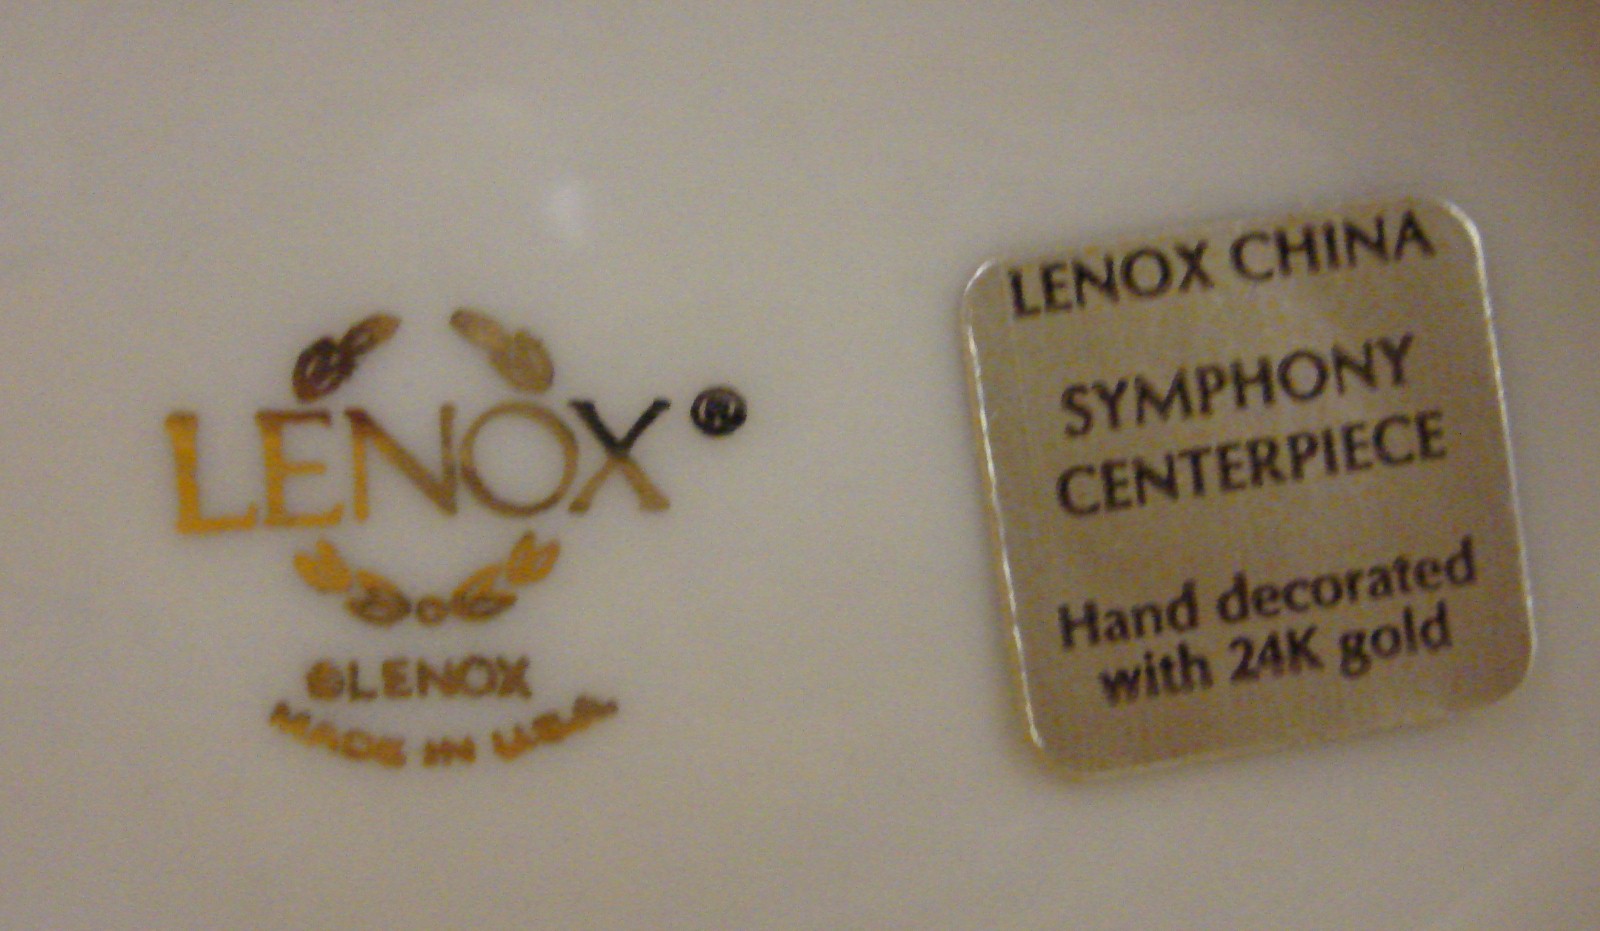 LENOX®
©LENOX
MADE IN U.S.A.
LENOX CHINA
SYMPHONY
CENTERPIECE
Hand decorated
with 24K gold